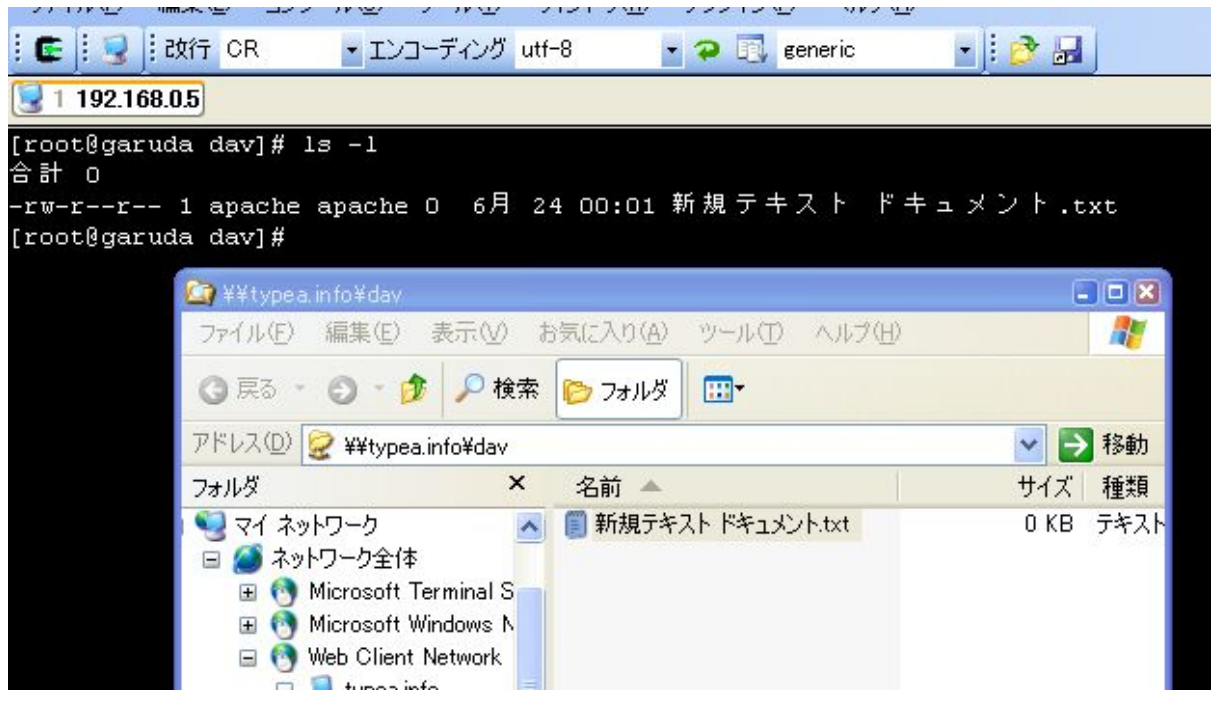 改行 CR エンコーディング utf-8 generic
1 192.168.0.5
[root@garuda dav]# ls -l
合計 0
-rw-r--r-- 1 apache apache 0 6月 24 00:01 新規テキスト ドキュメント.txt
[root@garuda dav]#
¥¥typea.info¥dav
ファイル(F) 編集(E) 表示(V) お気に入り(A) ツール(T) ヘルプ(H)
戻る 検索 フォルダ
アドレス(D) ¥¥typea.info¥dav 移動
フォルダ × 名前 サイズ 種類
マイ ネットワーク 新規テキスト ドキュメント.txt 0 KB テキスト
ネットワーク全体
Microsoft Terminal S
Microsoft Windows N
Web Client Network
typea.info